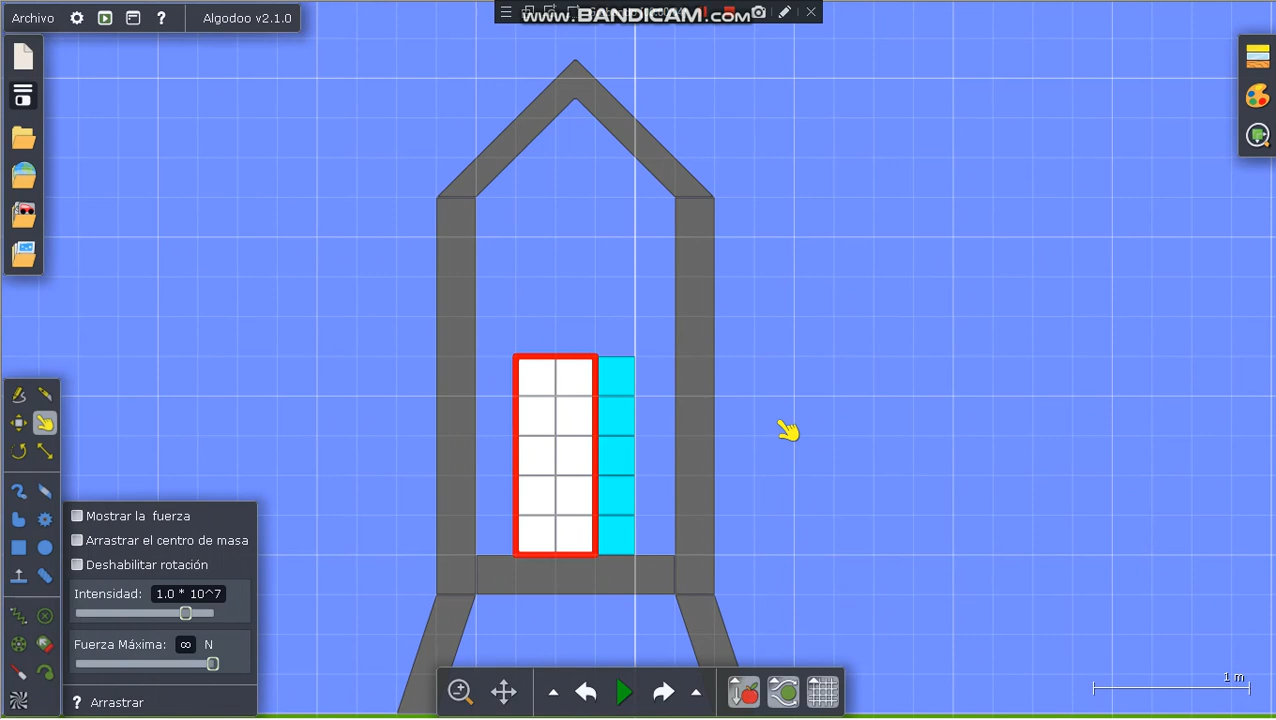 Archivo
?
Algodoo v2.1.0
www.BANDICAM.com
Mostrar la fuerza
Arrastrar el centro de masa
Deshabilitar rotación
Intensidad: 1.0 * 10^7
Fuerza Máxima: ∞ N
? Arrastrar
1 m